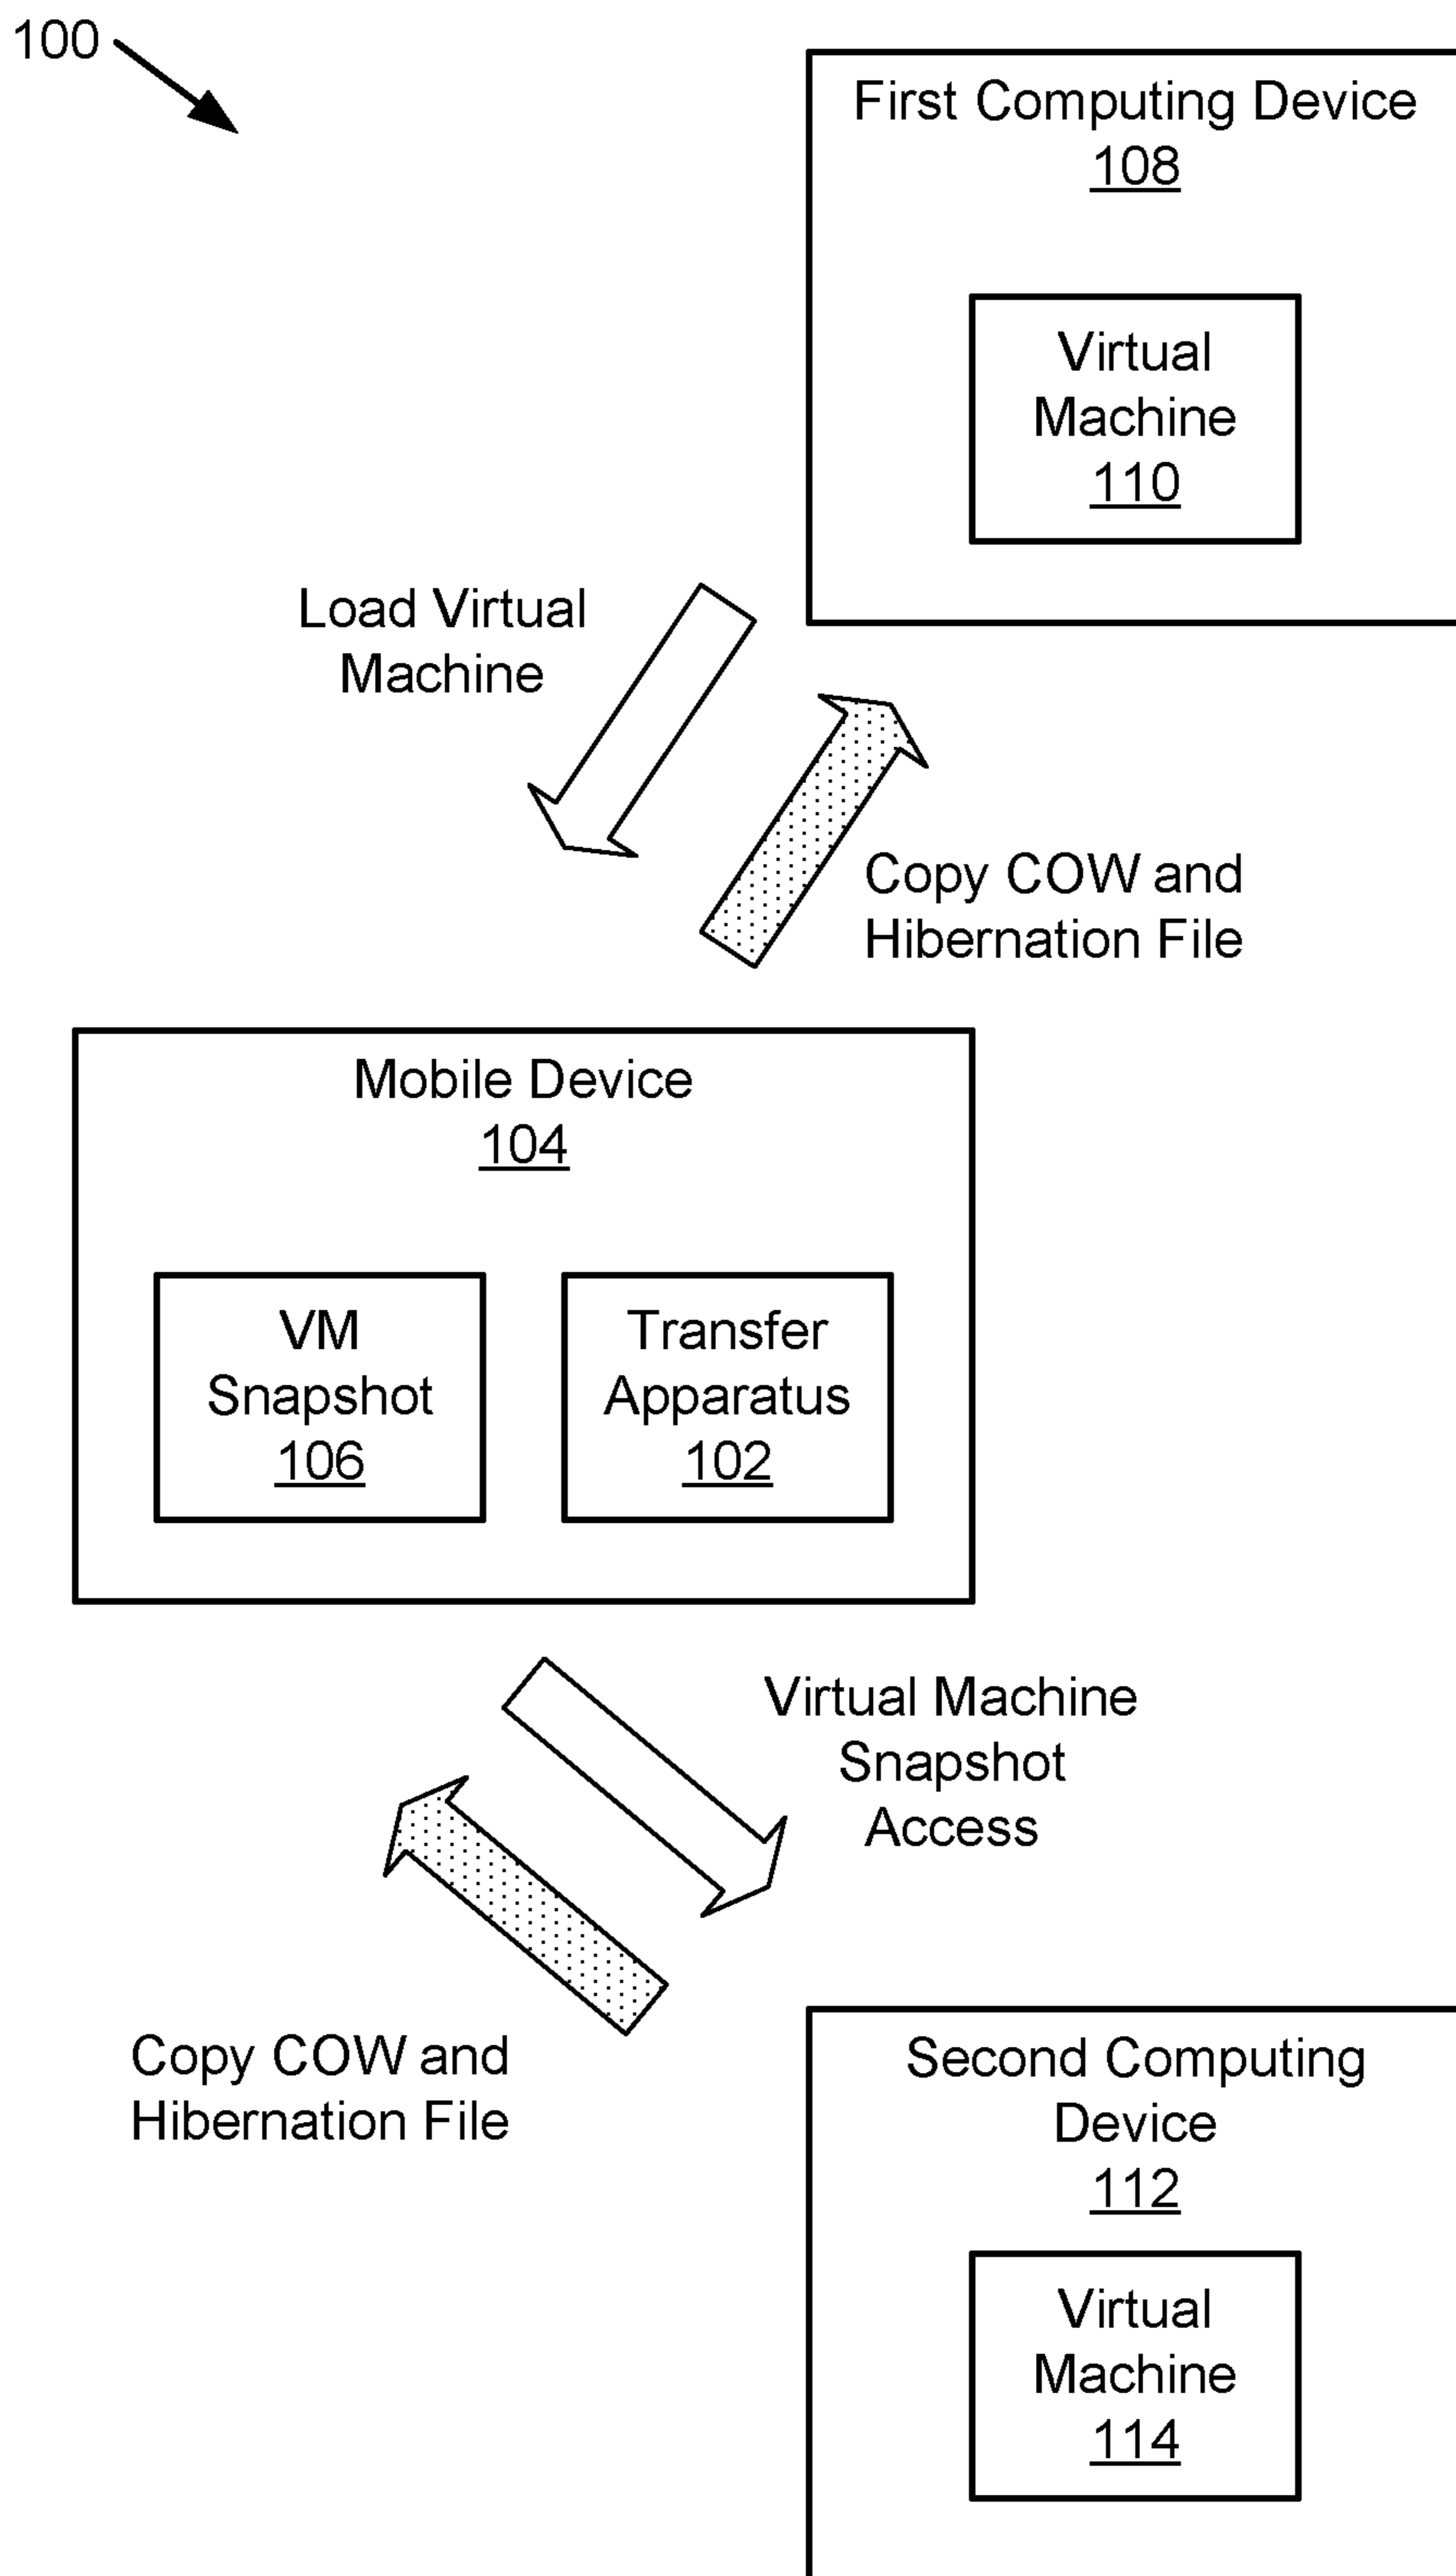 100
First Computing Device
108
Virtual
Machine
110
Load Virtual
Machine
Copy COW and
Hibernation File
Mobile Device
104
VM
Snapshot
106
Transfer
Apparatus
102
Virtual Machine
Snapshot
Access
Copy COW and
Hibernation File
Second Computing
Device
112
Virtual
Machine
114